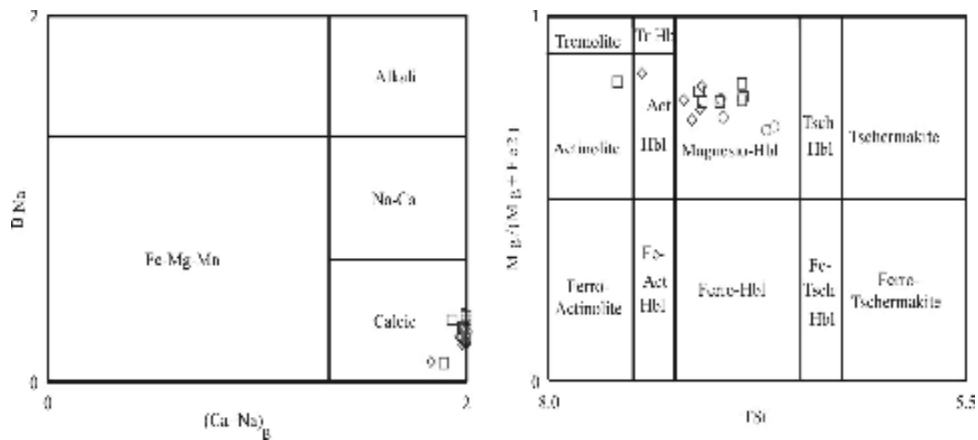 2
Alkali
Na-Ca
Fe-Mg-Mn
Calcic
B Na
0
0
(Ca Na)B
2
1
Tremolite
Tr Hb
Act
Hbl
Actinolite
Magnesio-Hbl
Tsch
Hbl
Tschermakite
Mg/(Mg+Fe2)
Ferro-
Actinolite
Fe-
Act
Hbl
Ferro-Hbl
Fe-
Tsch
Hbl
Ferro-
Tschermakite
0
8.0
TSi
5.5